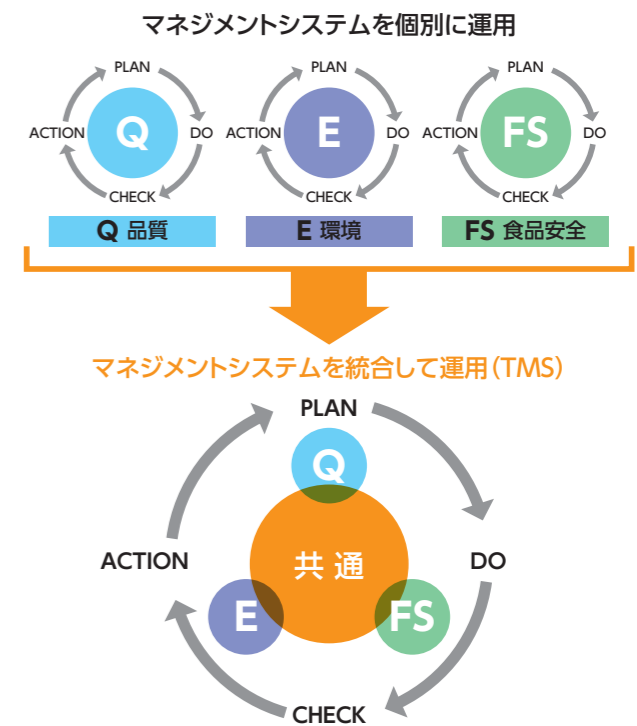 マネジメントシステムを個別に運用
PLAN PLAN PLAN
ACTION Q DO ACTION E DO ACTION FS DO
CHECK CHECK CHECK
Q 品質 E 環境 FS 食品安全
マネジメントシステムを統合して運用（TMS）
PLAN
Q
ACTION 共通 DO
E FS
CHECK